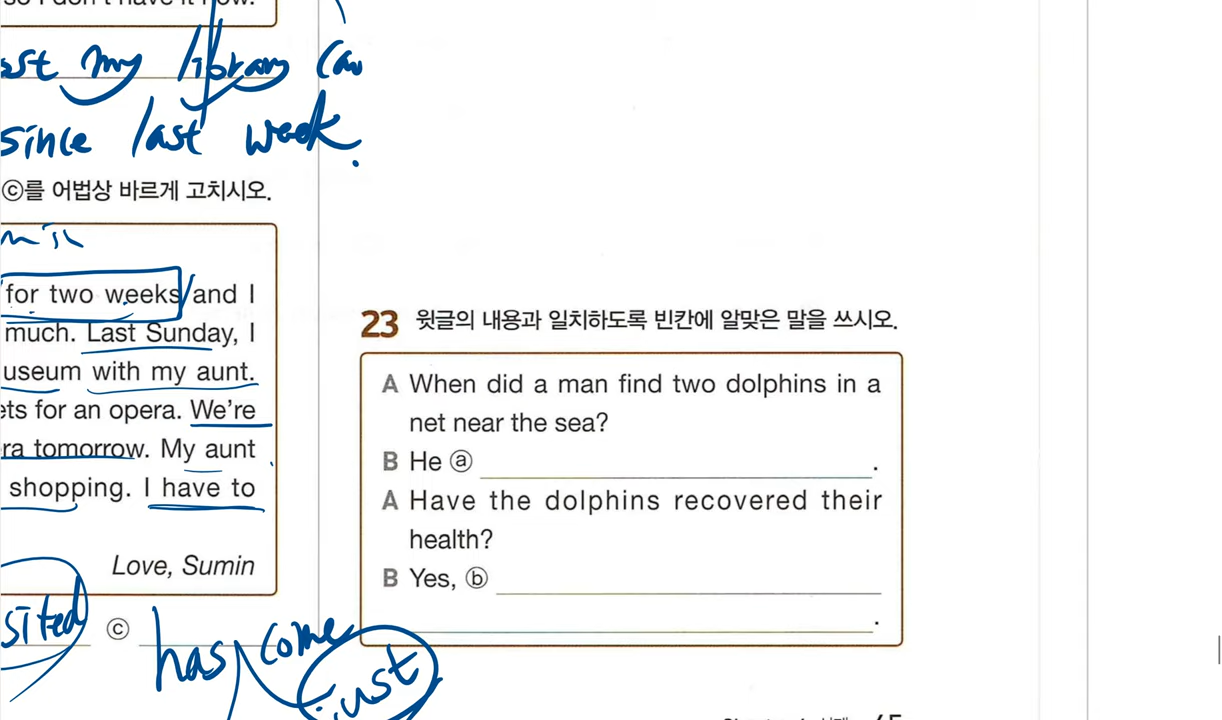 so I don't have it now.
my library
since last week.
ⓒ를 어법상 바르게 고치시오.
for two weeks and I
much. Last Sunday, I
useum with my aunt.
ets for an opera. We're
ra tomorrow. My aunt
shopping. I have to
Love, Sumin
sited ⓒ has come
just
23 윗글의 내용과 일치하도록 빈칸에 알맞은 말을 쓰시오.
A When did a man find two dolphins in a
net near the sea?
B He ⓐ .
A Have the dolphins recovered their
health?
B Yes, ⓑ
.